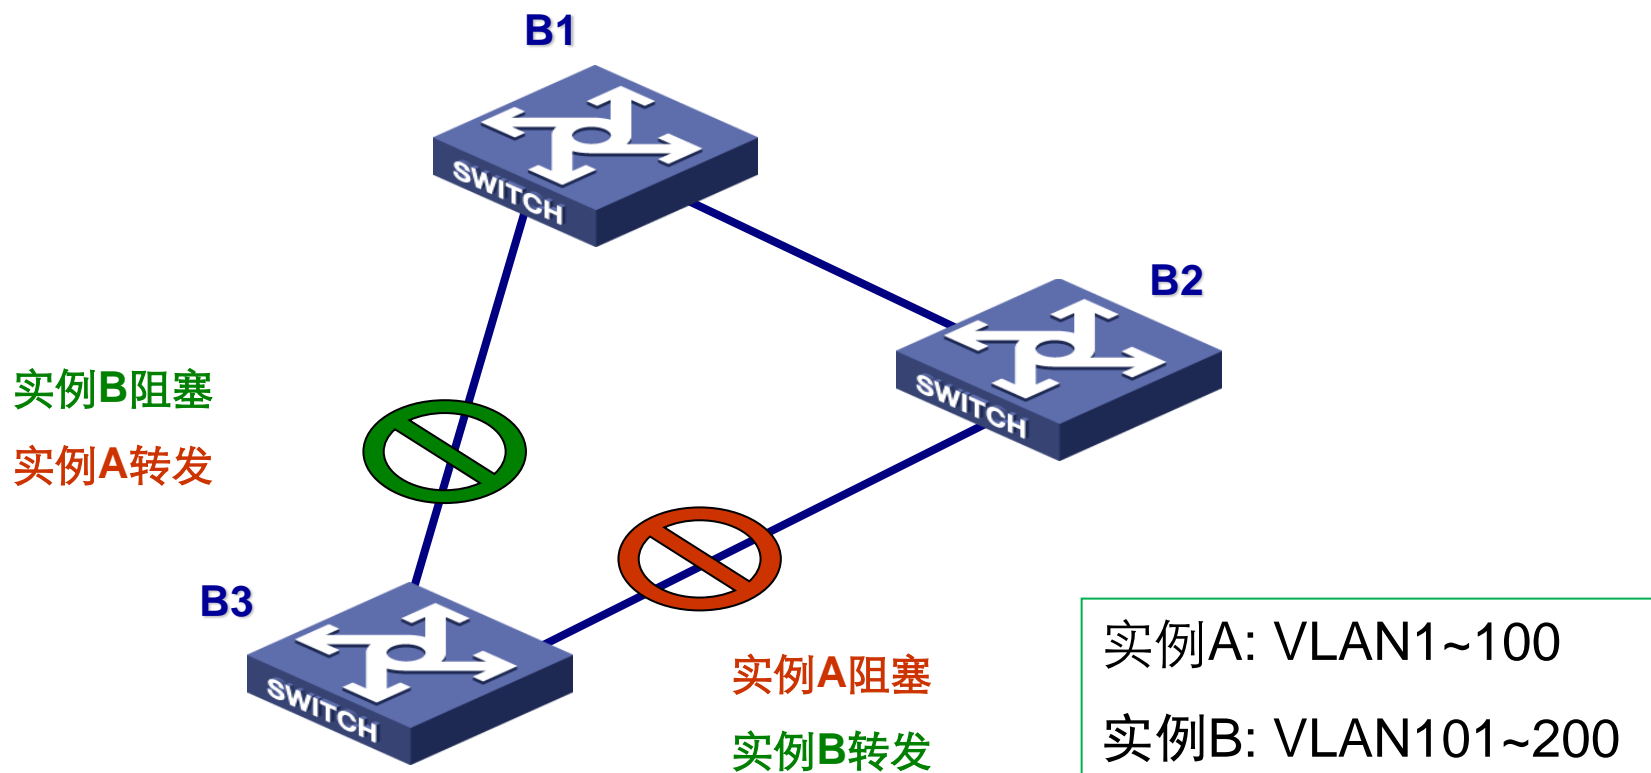 B1
SWITCH
B2
SWITCH
实例B阻塞
实例A转发
B3
SWITCH
实例A阻塞
实例B转发
实例A: VLAN1~100
实例B: VLAN101~200